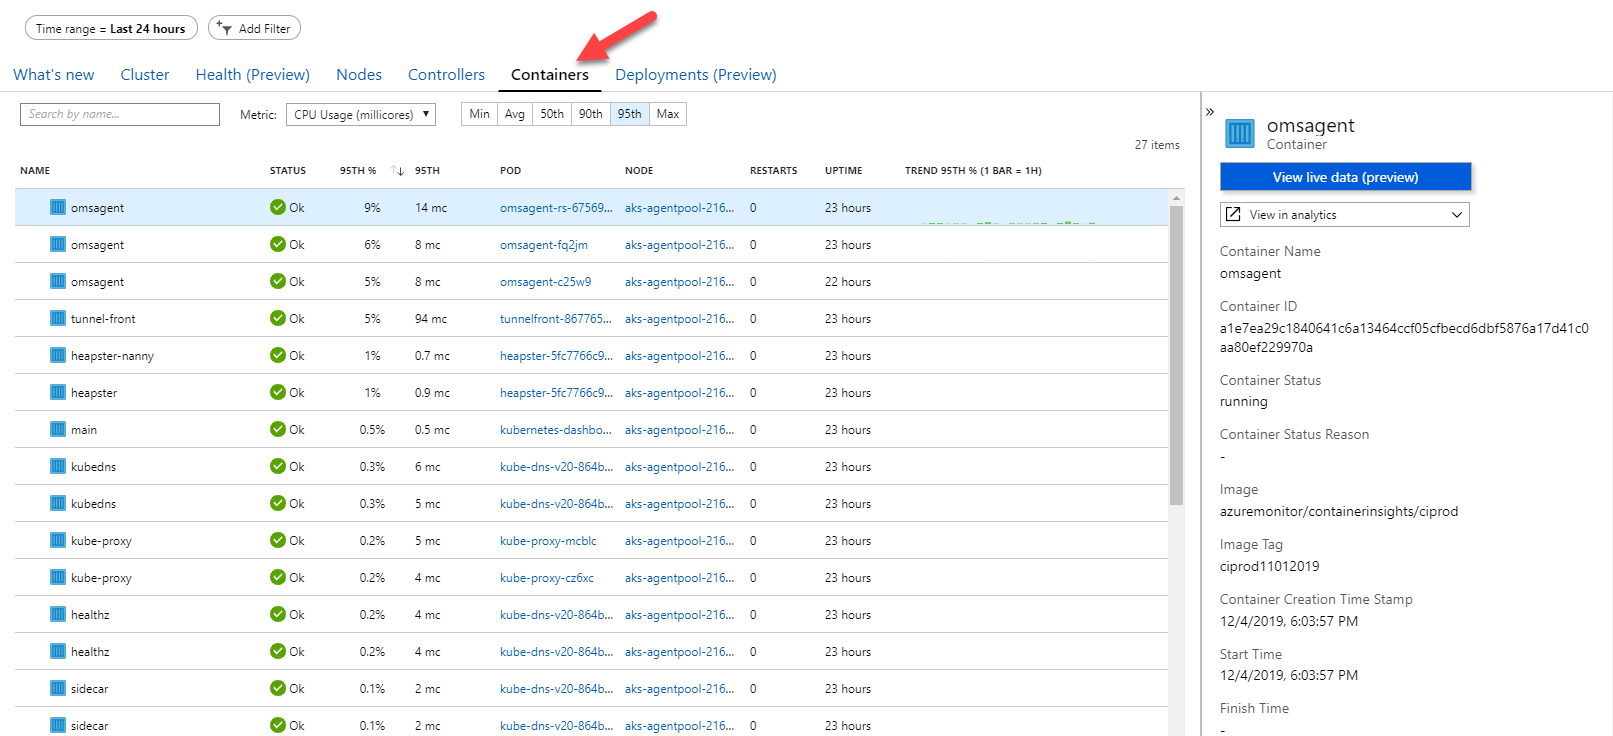 Time range = Last 24 hours
Add Filter
What's new Cluster Health (Preview) Nodes Controllers Containers Deployments (Preview)
Search by name...
Metric: CPU Usage (millicores)
Min Avg 50th 90th 95th Max
27 items
NAME STATUS 95TH % 95TH POD NODE RESTARTS UPTIME TREND 95TH % (1 BAR = 1H)
omsagent Ok 9% 14 mc omsagent-rs-67569... aks-agentpool-216... 0 23 hours
omsagent Ok 6% 8 mc omsagent-fq2jm aks-agentpool-216... 0 23 hours
omsagent Ok 5% 8 mc omsagent-c25w9 aks-agentpool-216... 0 22 hours
tunnel-front Ok 5% 94 mc tunnelfront-867765... aks-agentpool-216... 0 23 hours
heapster-nanny Ok 1% 0.7 mc heapster-5fc7766c9... aks-agentpool-216... 0 23 hours
heapster Ok 1% 0.9 mc heapster-5fc7766c9... aks-agentpool-216... 0 23 hours
main Ok 0.5% 0.5 mc kubernetes-dashbo... aks-agentpool-216... 0 23 hours
kubedns Ok 0.3% 6 mc kube-dns-v20-864b... aks-agentpool-216... 0 23 hours
kubedns Ok 0.3% 5 mc kube-dns-v20-864b... aks-agentpool-216... 0 23 hours
kube-proxy Ok 0.2% 5 mc kube-proxy-mcblc aks-agentpool-216... 0 23 hours
kube-proxy Ok 0.2% 4 mc kube-proxy-cz6xc aks-agentpool-216... 0 23 hours
healthz Ok 0.2% 4 mc kube-dns-v20-864b... aks-agentpool-216... 0 23 hours
healthz Ok 0.2% 4 mc kube-dns-v20-864b... aks-agentpool-216... 0 23 hours
sidecar Ok 0.1% 2 mc kube-dns-v20-864b... aks-agentpool-216... 0 23 hours
sidecar Ok 0.1% 2 mc kube-dns-v20-864b... aks-agentpool-216... 0 23 hours
»
omsagent
Container
View live data (preview)
View in analytics
Container Name
omsagent
Container ID
a1e7ea29c1840641c6a13464ccf05cfbecd6dbf5876a17d41c0
aa80ef229970a
Container Status
running
Container Status Reason
-
Image
azuremonitor/containerinsights/ciprod
Image Tag
ciprod11012019
Container Creation Time Stamp
12/4/2019, 6:03:57 PM
Start Time
12/4/2019, 6:03:57 PM
Finish Time
-